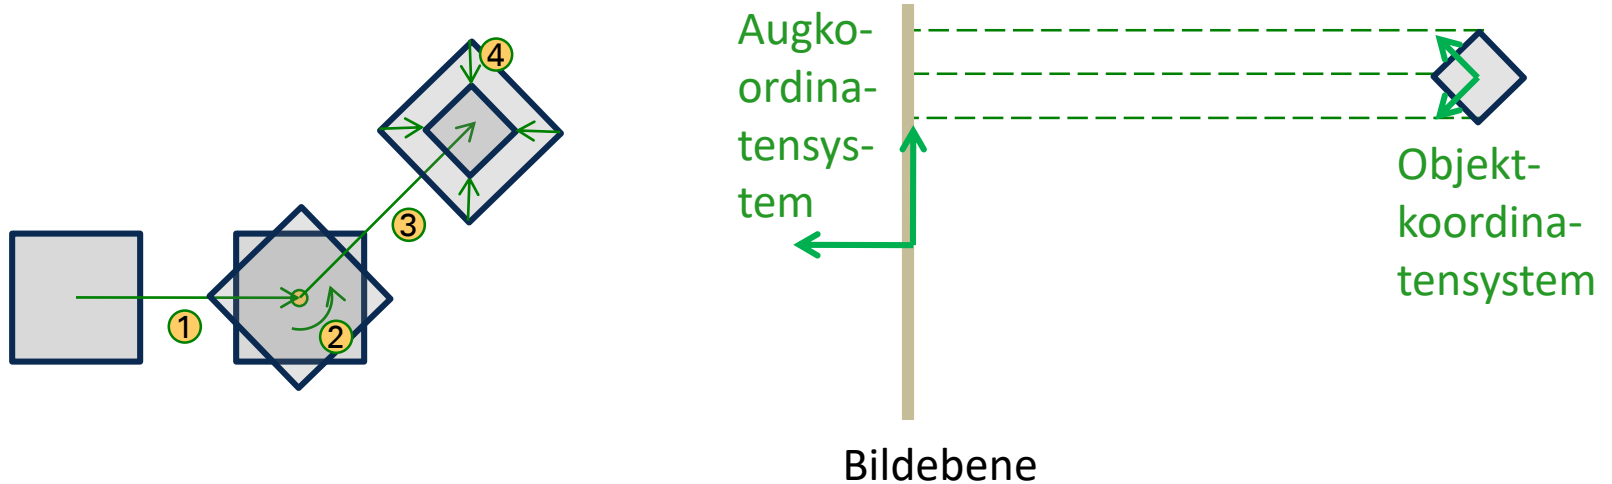 1
2
3
4
Augko-
ordina-
tensys-
tem
Objekt-
koordina-
tensystem
Bildebene